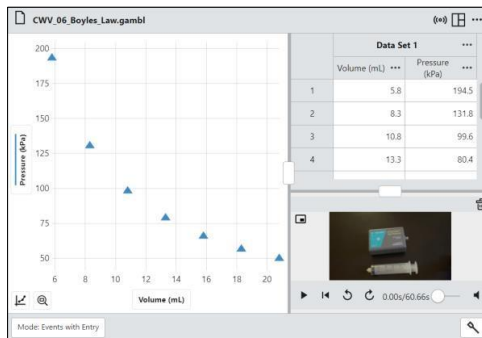 CWV_06_Boyles_Law.gambl
Data Set 1
Volume (mL)
Pressure (kPa)
1 5.8 194.5
2 8.3 131.8
3 10.8 99.6
4 13.3 80.4
200
175
150
125
100
75
50
Pressure (kPa)
6 8 10 12 14 16 18 20
Volume (mL)
0.00s/60.66s
Mode: Events with Entry